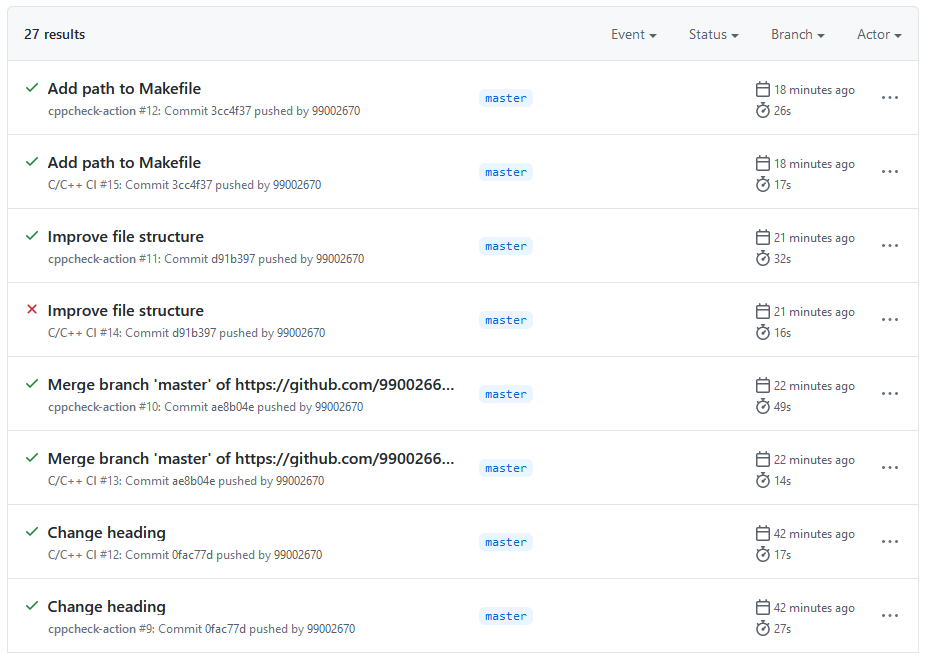 27 results Event Status Branch Actor
Add path to Makefile
cppcheck-action #12: Commit 3cc4f37 pushed by 99002670
master
18 minutes ago
26s
Add path to Makefile
C/C++ CI #15: Commit 3cc4f37 pushed by 99002670
master
18 minutes ago
17s
Improve file structure
cppcheck-action #11: Commit d91b397 pushed by 99002670
master
21 minutes ago
32s
Improve file structure
C/C++ CI #14: Commit d91b397 pushed by 99002670
master
21 minutes ago
16s
Merge branch 'master' of https://github.com/9900266...
cppcheck-action #10: Commit ae8b04e pushed by 99002670
master
22 minutes ago
49s
Merge branch 'master' of https://github.com/9900266...
C/C++ CI #13: Commit ae8b04e pushed by 99002670
master
22 minutes ago
14s
Change heading
C/C++ CI #12: Commit 0fac77d pushed by 99002670
master
42 minutes ago
17s
Change heading
cppcheck-action #9: Commit 0fac77d pushed by 99002670
master
42 minutes ago
27s